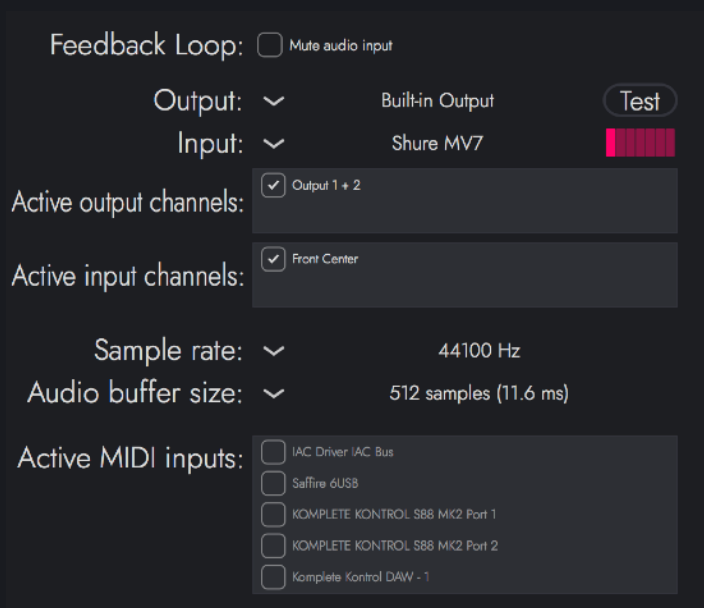 Feedback Loop: Mute audio input
Output: Built-in Output Test
Input: Shure MV7
Active output channels: Output 1 + 2
Active input channels: Front Center
Sample rate: 44100 Hz
Audio buffer size: 512 samples (11.6 ms)
Active MIDI inputs: IAC Driver IAC Bus
Saffire 6USB
KOMPLETE KONTROL S88 MK2 Port 1
KOMPLETE KONTROL S88 MK2 Port 2
Komplete Kontrol DAW - 1